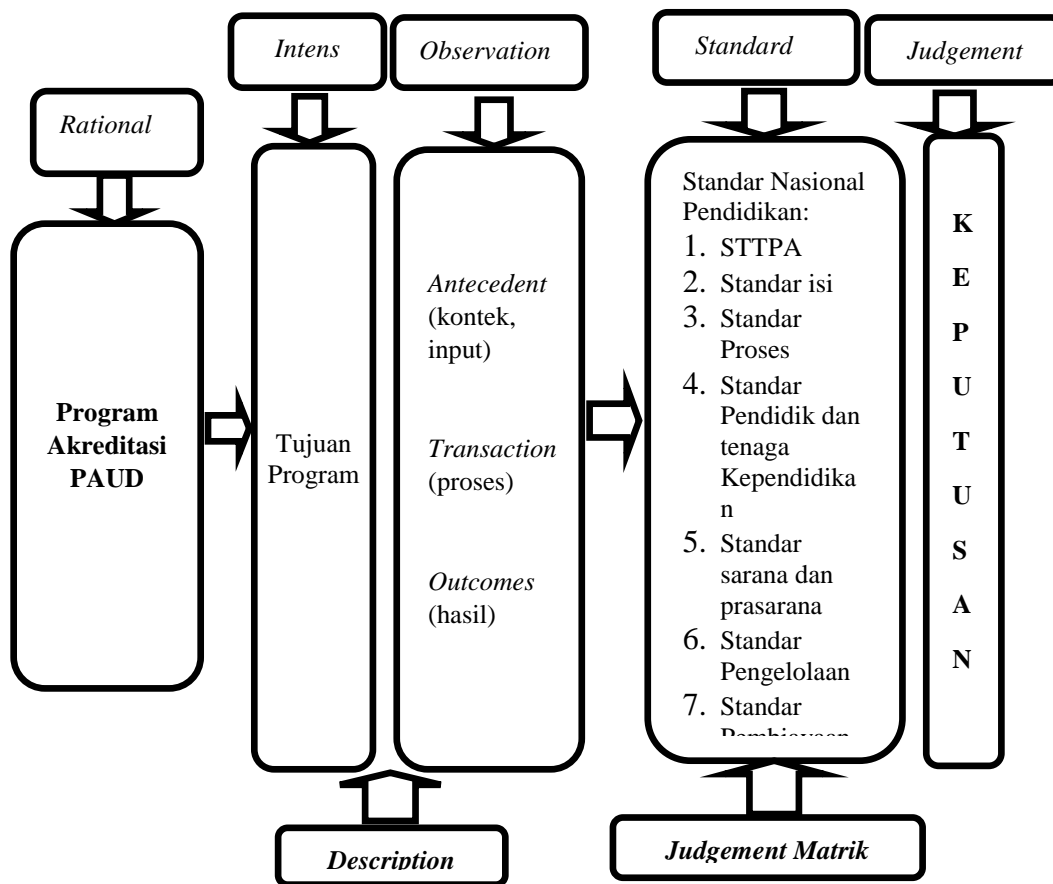 Intens
Observation
Standard
Judgement
Rational
Program
Akreditasi
PAUD
Tujuan
Program
Antecedent
(kontek,
input)
Transaction
(proses)
Outcomes
(hasil)
Standar Nasional
Pendidikan:
1. STTPA
2. Standar isi
3. Standar
Proses
4. Standar
Pendidik dan
tenaga
Kependidika
n
5. Standar
sarana dan
prasarana
6. Standar
Pengelolaan
7. Standar
Pembiayaan
K
E
P
U
T
U
S
A
N
Description
Judgement Matrik